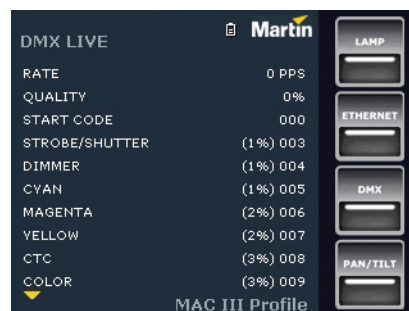 DMX LIVE
Martin
RATE 0 PPS
QUALITY 0%
START CODE 000
STROBE/SHUTTER (1%) 003
DIMMER (1%) 004
CYAN (1%) 005
MAGENTA (2%) 006
YELLOW (2%) 007
CTC (3%) 008
COLOR (3%) 009
MAC III Profile
LAMP
ETHERNET
DMX
PAN/TILT